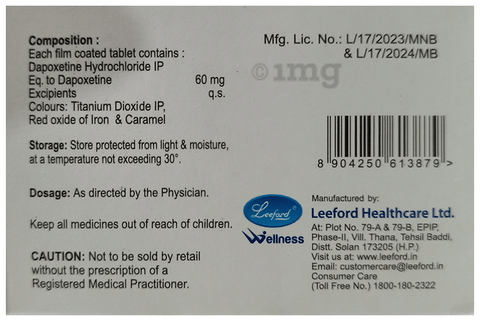 Composition :
Each film coated tablet contains :
Dapoxetine Hydrochloride IP
Eq. to Dapoxetine 60 mg
Excipients q.s.
Colours: Titanium Dioxide IP,
Red oxide of Iron & Caramel
Storage: Store protected from light & moisture,
at a temperature not exceeding 30°.
Dosage: As directed by the Physician.
Keep all medicines out of reach of children.
CAUTION: Not to be sold by retail
without the prescription of a
Registered Medical Practitioner.
Mfg. Lic. No.: L/17/2023/MNB
& L/17/2024/MB
©1mg
8 904250 613879 >
Leeford
Wellness
Manufactured by:
Leeford Healthcare Ltd.
At: Plot No. 79-A & 79-B, EPIP,
Phase-II, Vill. Thana, Tehsil Baddi,
Distt. Solan 173205 (H.P.)
Visit us at: www.leeford.in
Email: customercare@leeford.in
Consumer Care
(Toll Free No.) 1800-180-2322